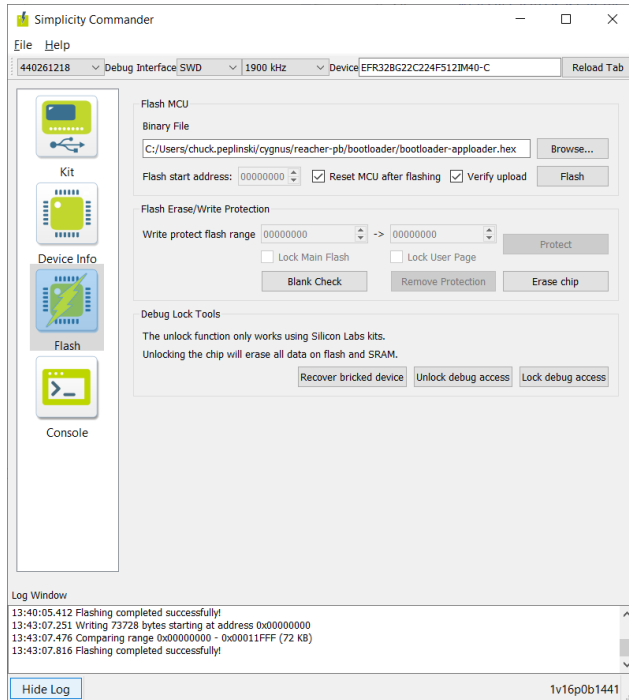 Simplicity Commander
File Help
440261218 Debug Interface SWD 1900 kHz Device EFR32BG22C224F512IM40-C Reload Tab
Kit
Device Info
Flash
Console
Flash MCU
Binary File
C:/Users/chuck.peplinski/cygnus/reacher-pb/bootloader/bootloader-apploader.hex Browse...
Flash start address: 00000000 Reset MCU after flashing Verify upload Flash
Flash Erase/Write Protection
Write protect flash range 00000000 -> 00000000 Protect
Lock Main Flash Lock User Page
Blank Check Remove Protection Erase chip
Debug Lock Tools
The unlock function only works using Silicon Labs kits.
Unlocking the chip will erase all data on flash and SRAM.
Recover bricked device Unlock debug access Lock debug access
Log Window
13:40:05.412 Flashing completed successfully!
13:43:07.251 Writing 73728 bytes starting at address 0x00000000
13:43:07.476 Comparing range 0x00000000 - 0x00011FFF (72 KB)
13:43:07.816 Flashing completed successfully!
Hide Log 1v16p0b1441